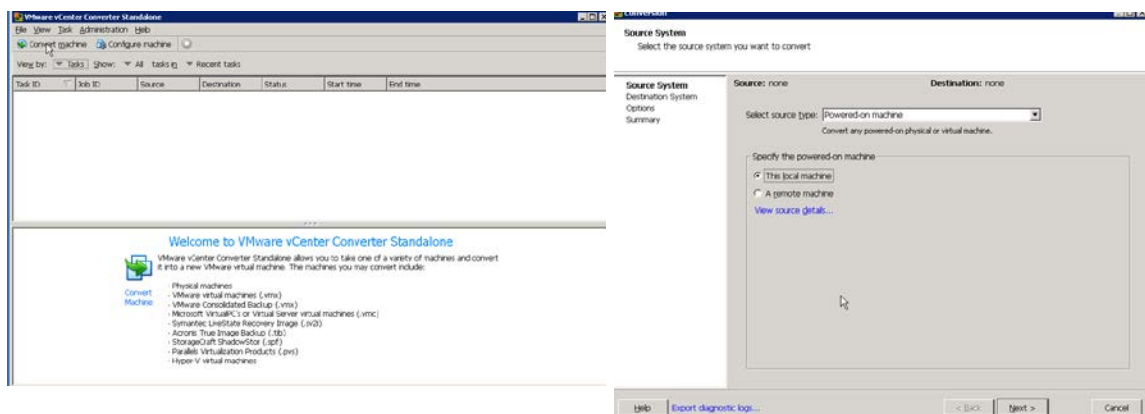 VMware vCenter Converter Standalone
File View Task Administration Help
Convert machine Configure machine
View by: Tasks Show: All tasks in Recent tasks
Task ID Job ID Source Destination Status Start time End time
Welcome to VMware vCenter Converter Standalone
VMware vCenter Converter Standalone allows you to take one of a variety of machines and convert
it into a new VMware virtual machine. The machines you may convert include:
Convert
Machine
· Physical machines
· VMware virtual machines (.vmx)
· VMware Consolidated Backup (.vmx)
· Microsoft VirtualPC's or Virtual Server virtual machines (.vmc)
· Symantec LiveState Recovery Image (.sv2i)
· Acronis True Image Backup (.tib)
· StorageCraft ShadowStor (.spf)
· Parallels Virtualization Products (.pvs)
· Hyper-V virtual machines
Conversion
Source System
Select the source system you want to convert
Source System
Destination System
Options
Summary
Source: none Destination: none
Select source type: Powered-on machine
Convert any powered-on physical or virtual machine.
Specify the powered-on machine
This local machine
A remote machine
View source details...
Help Export diagnostic logs... < Back Next > Cancel